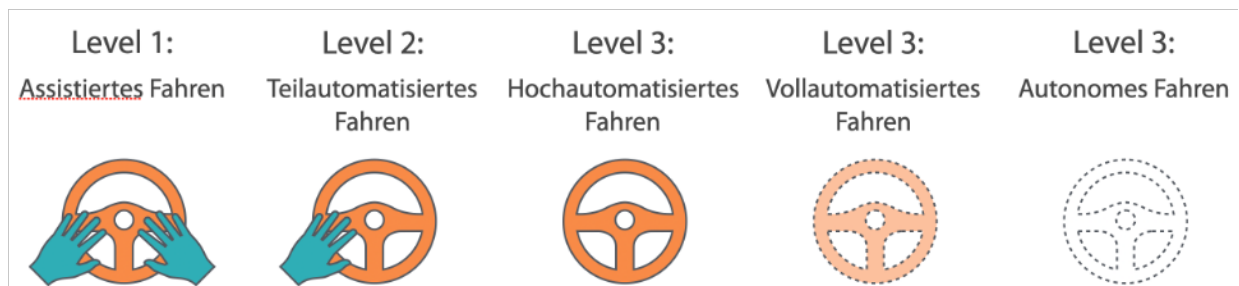 Level 1:
Assistiertes Fahren
Level 2:
Teilautomatisiertes
Fahren
Level 3:
Hochautomatisiertes
Fahren
Level 3:
Vollautomatisiertes
Fahren
Level 3:
Autonomes Fahren